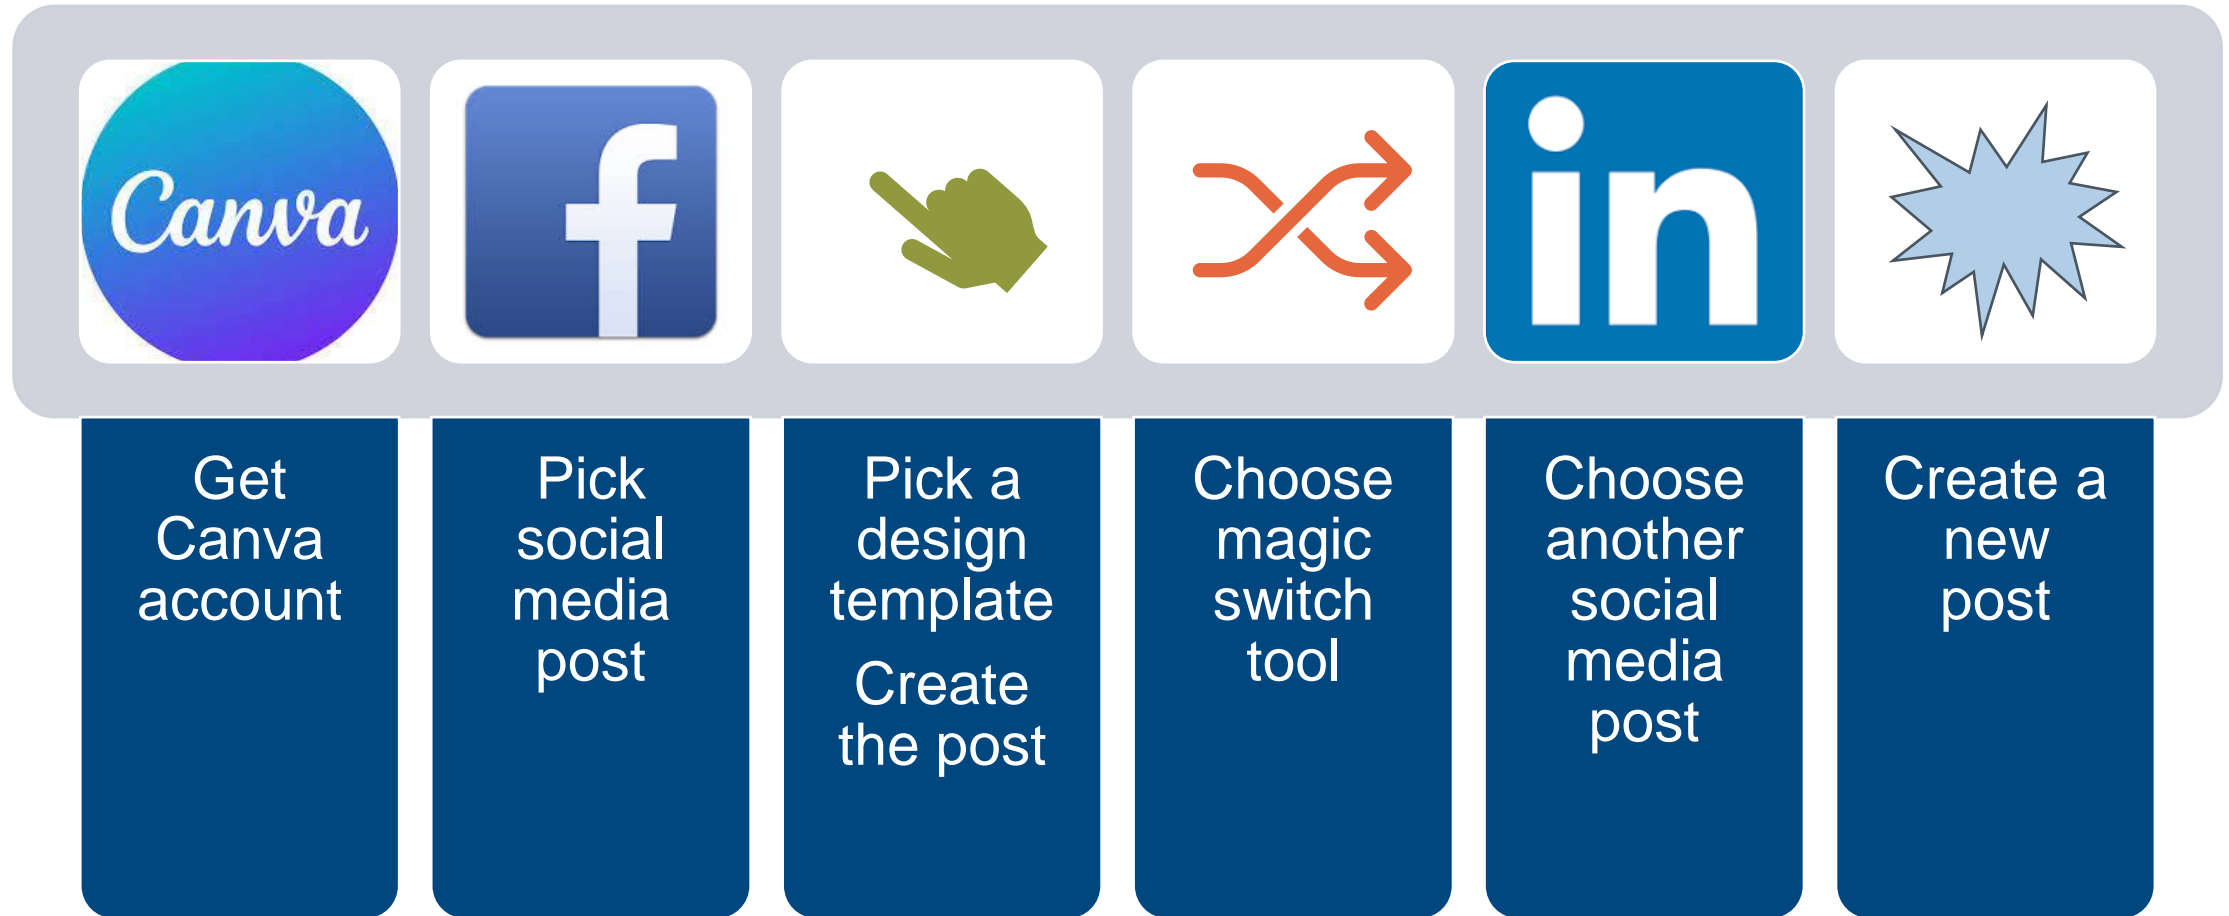 Canva
f
in
Get
Canva
account
Pick
social
media
post
Pick a
design
template
Create
the post
Choose
magic
switch
tool
Choose
another
social
media
post
Create a
new
post